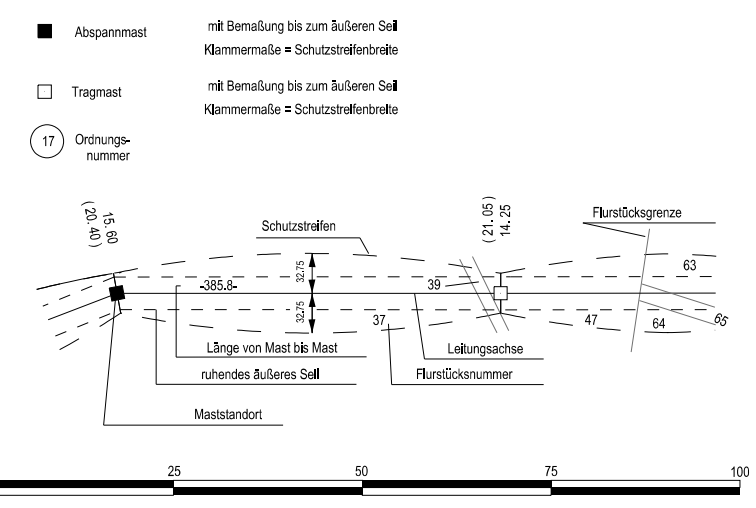 Abspannmast
mit Bemaßung bis zum äußeren Seil
Klammermaße = Schutzstreifenbreite
Tragmast
mit Bemaßung bis zum äußeren Seil
Klammermaße = Schutzstreifenbreite
17
Ordnungs-
nummer
15.60
(20.40)
(21.05)
14.25
Schutzstreifen
Flurstücksgrenze
63
-385.8-
32.75
39
32.75
37
47
64
65
Länge von Mast bis Mast
Leitungsachse
ruhendes äußeres Seil
Flurstücksnummer
Maststandort
25
50
75
100